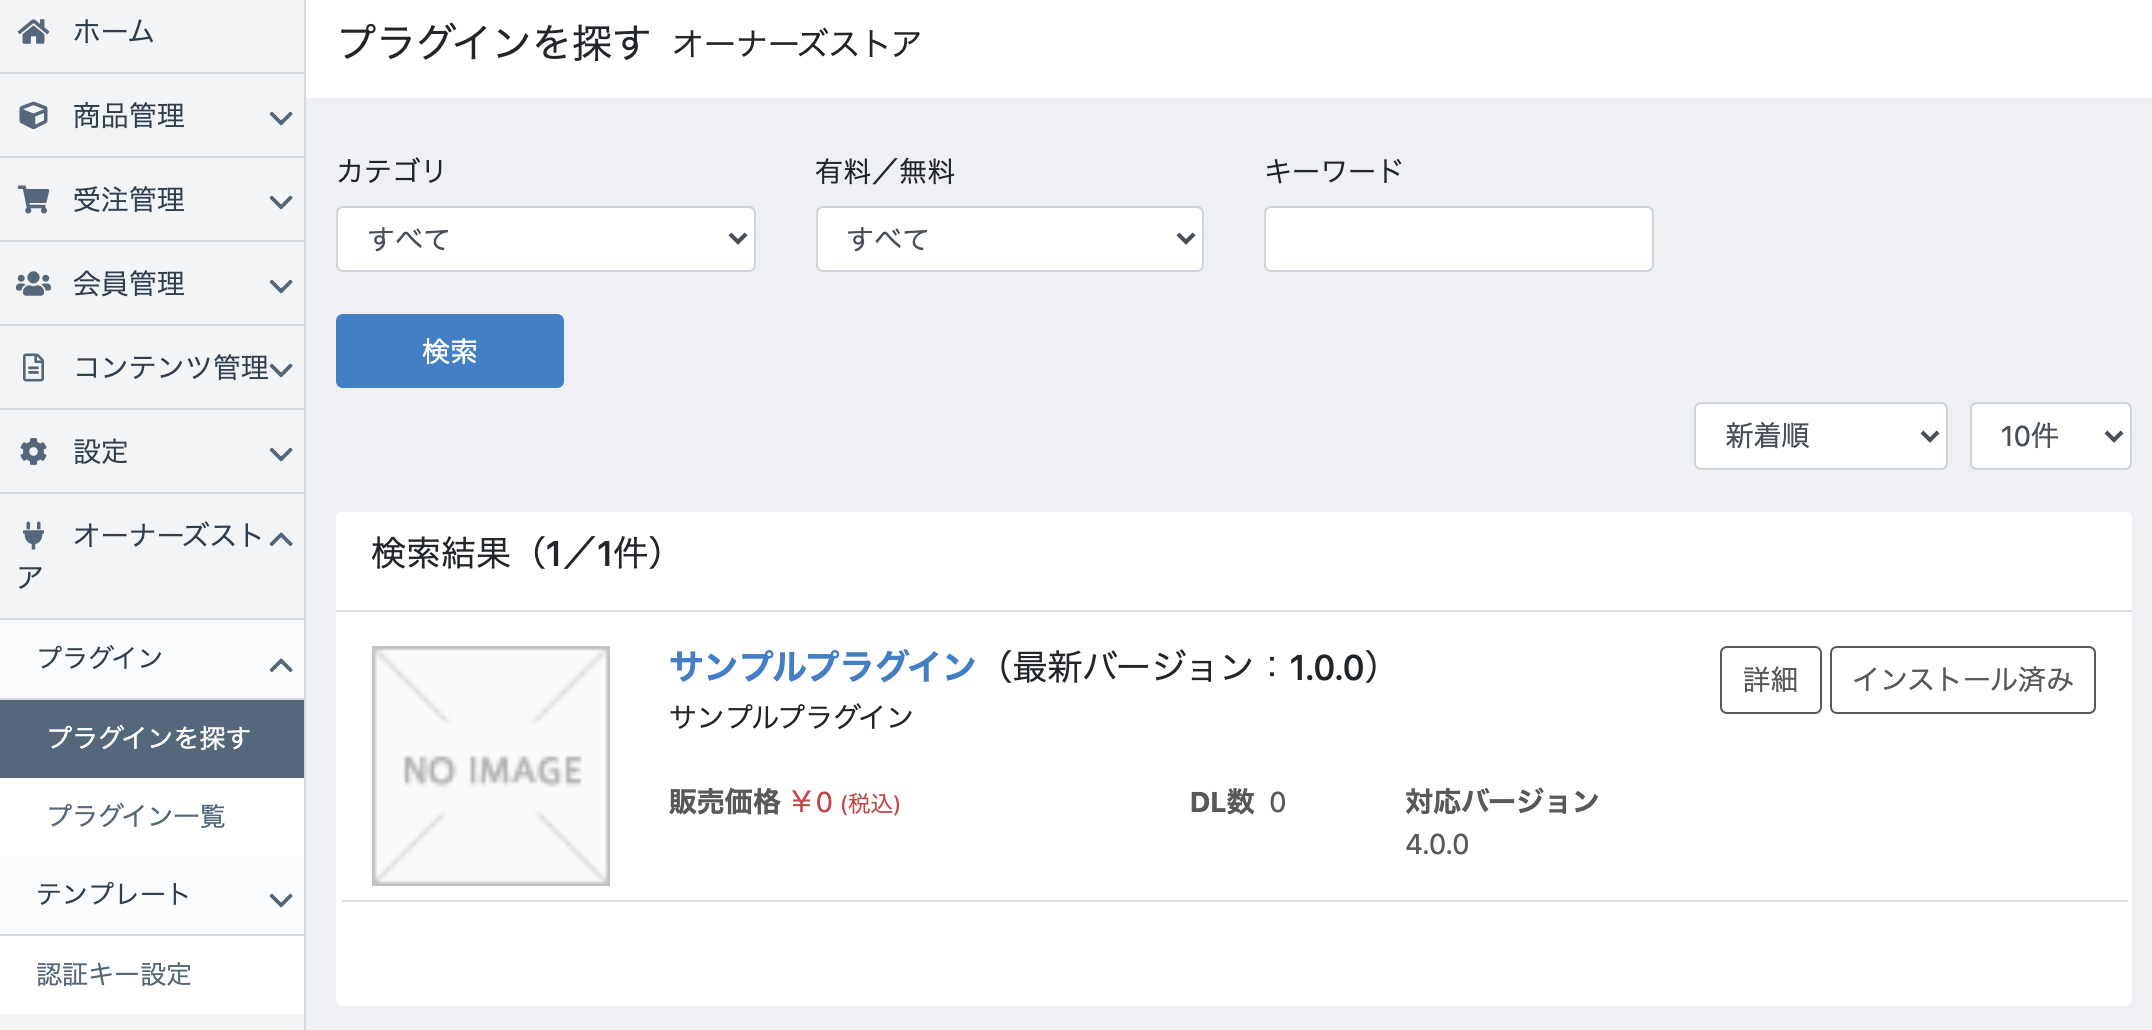 ホーム
商品管理
受注管理
会員管理
コンテンツ管理
設定
オーナーズスト
ア
プラグイン
プラグインを探す
プラグイン一覧
テンプレート
認証キー設定
プラグインを探す オーナーズストア
カテゴリ
すべて
有料／無料
すべて
キーワード
検索
新着順
10件
検索結果（1／1件）
NO IMAGE
サンプルプラグイン（最新バージョン：1.0.0）
サンプルプラグイン
詳細
インストール済み
販売価格 ￥0 (税込)
DL数 0
対応バージョン
4.0.0